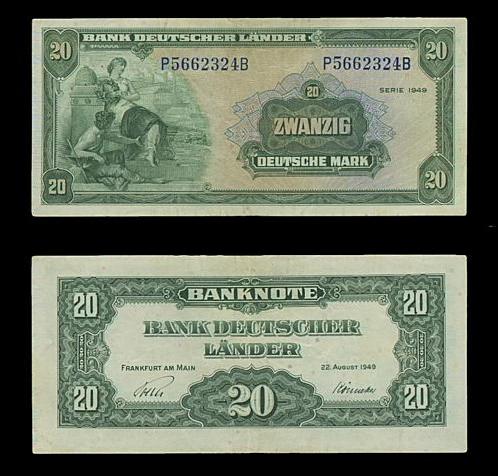 20 BANK DEUTSCHER LÄNDER 20
P5662324B P5662324B
20
SERIE 1949
ZWANZIG
DEUTSCHE MARK
20 20
20 BANKNOTE 20
BANK DEUTSCHER
LÄNDER
FRANKFURT AM MAIN 22. AUGUST 1949
20 20 20